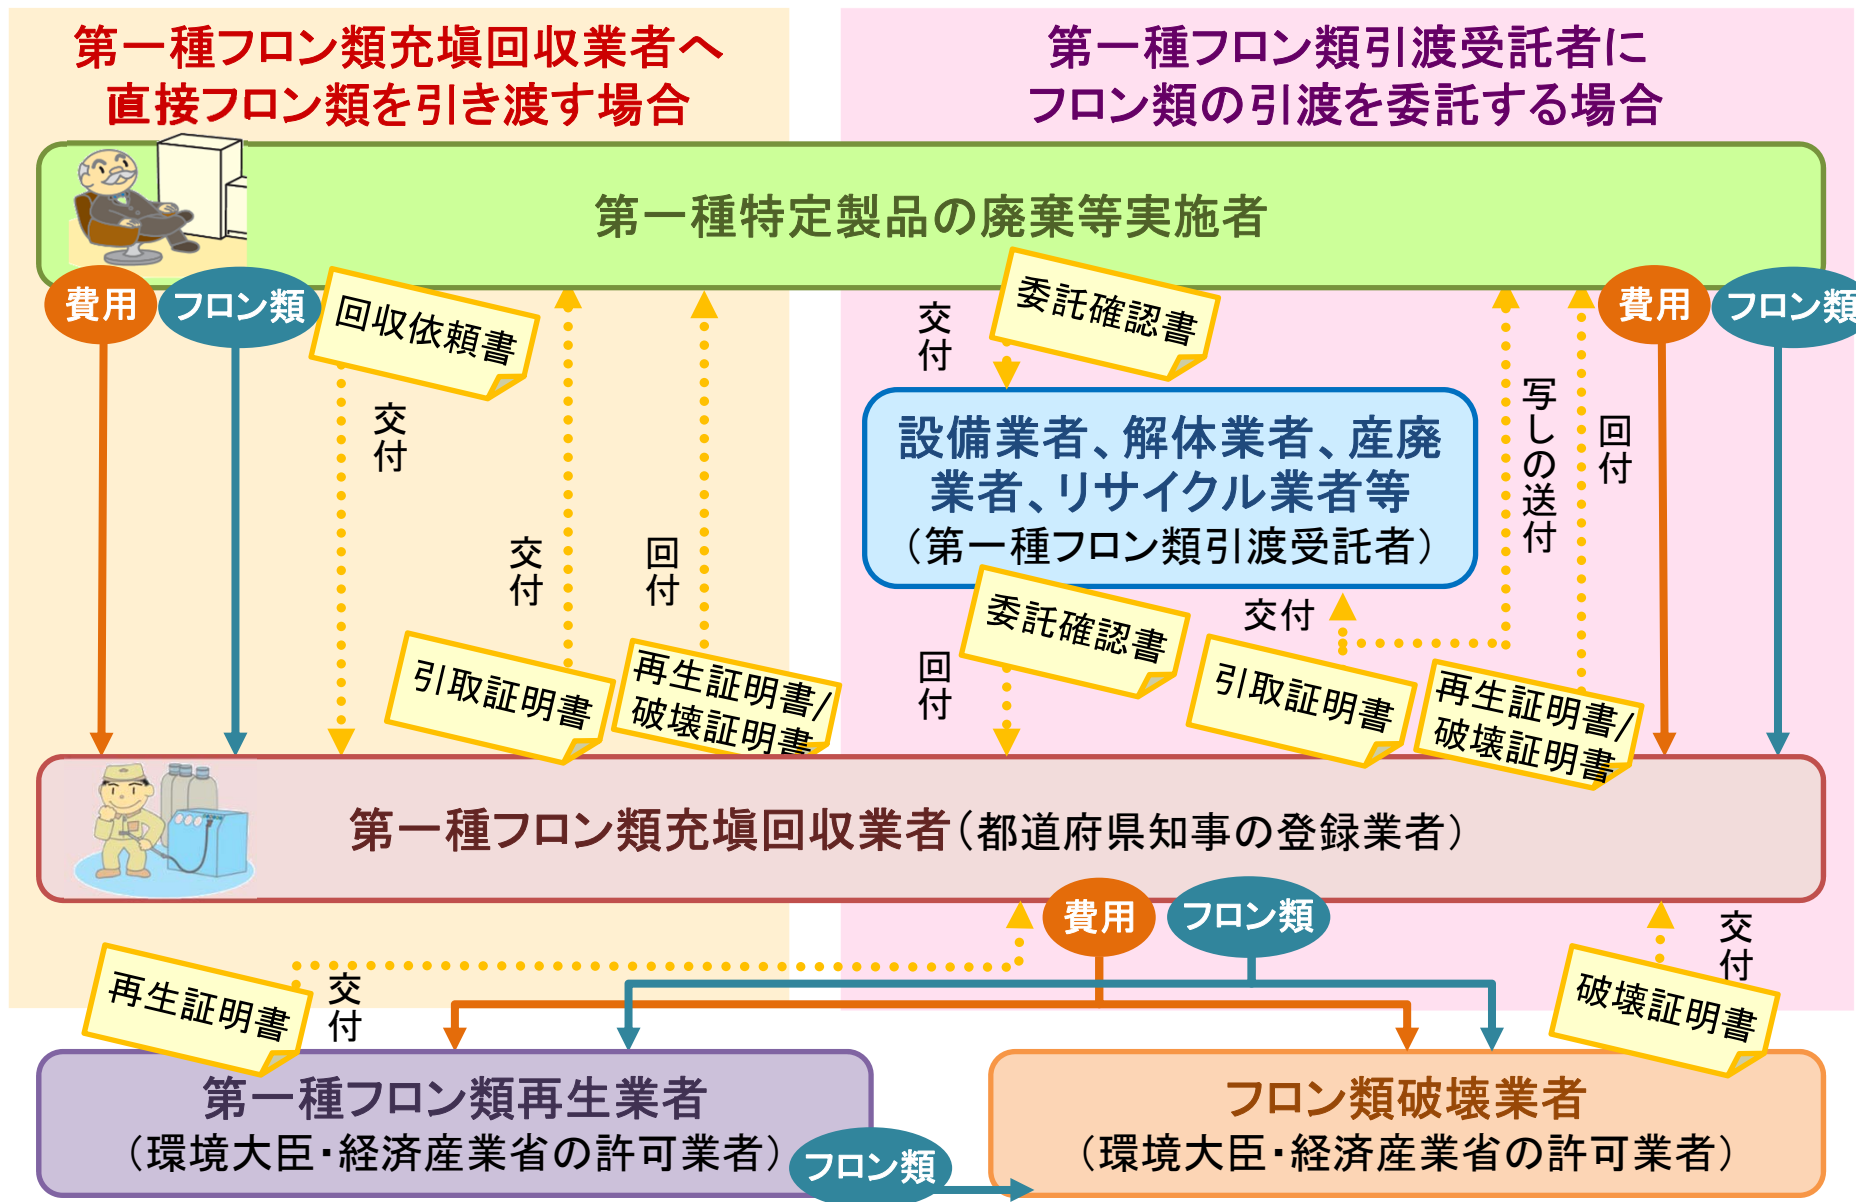 第一種フロン類充塡回収業者へ
直接フロン類を引き渡す場合
第一種フロン類引渡受託者に
フロン類の引渡を委託する場合
第一種特定製品の廃棄等実施者
費用
フロン類
回収依頼書
交付
委託確認書
費用
フロン類
交付
設備業者、解体業者、産廃
業者、リサイクル業者等
（第一種フロン類引渡受託者）
写しの送付
回付
交付
回付
委託確認書
交付
回付
引取証明書
再生証明書/
破壊証明書
引取証明書
再生証明書/
破壊証明書
第一種フロン類充塡回収業者（都道府県知事の登録業者）
費用
フロン類
交付
再生証明書
交付
破壊証明書
第一種フロン類再生業者
（環境大臣・経済産業省の許可業者）
フロン類
フロン類破壊業者
（環境大臣・経済産業省の許可業者）